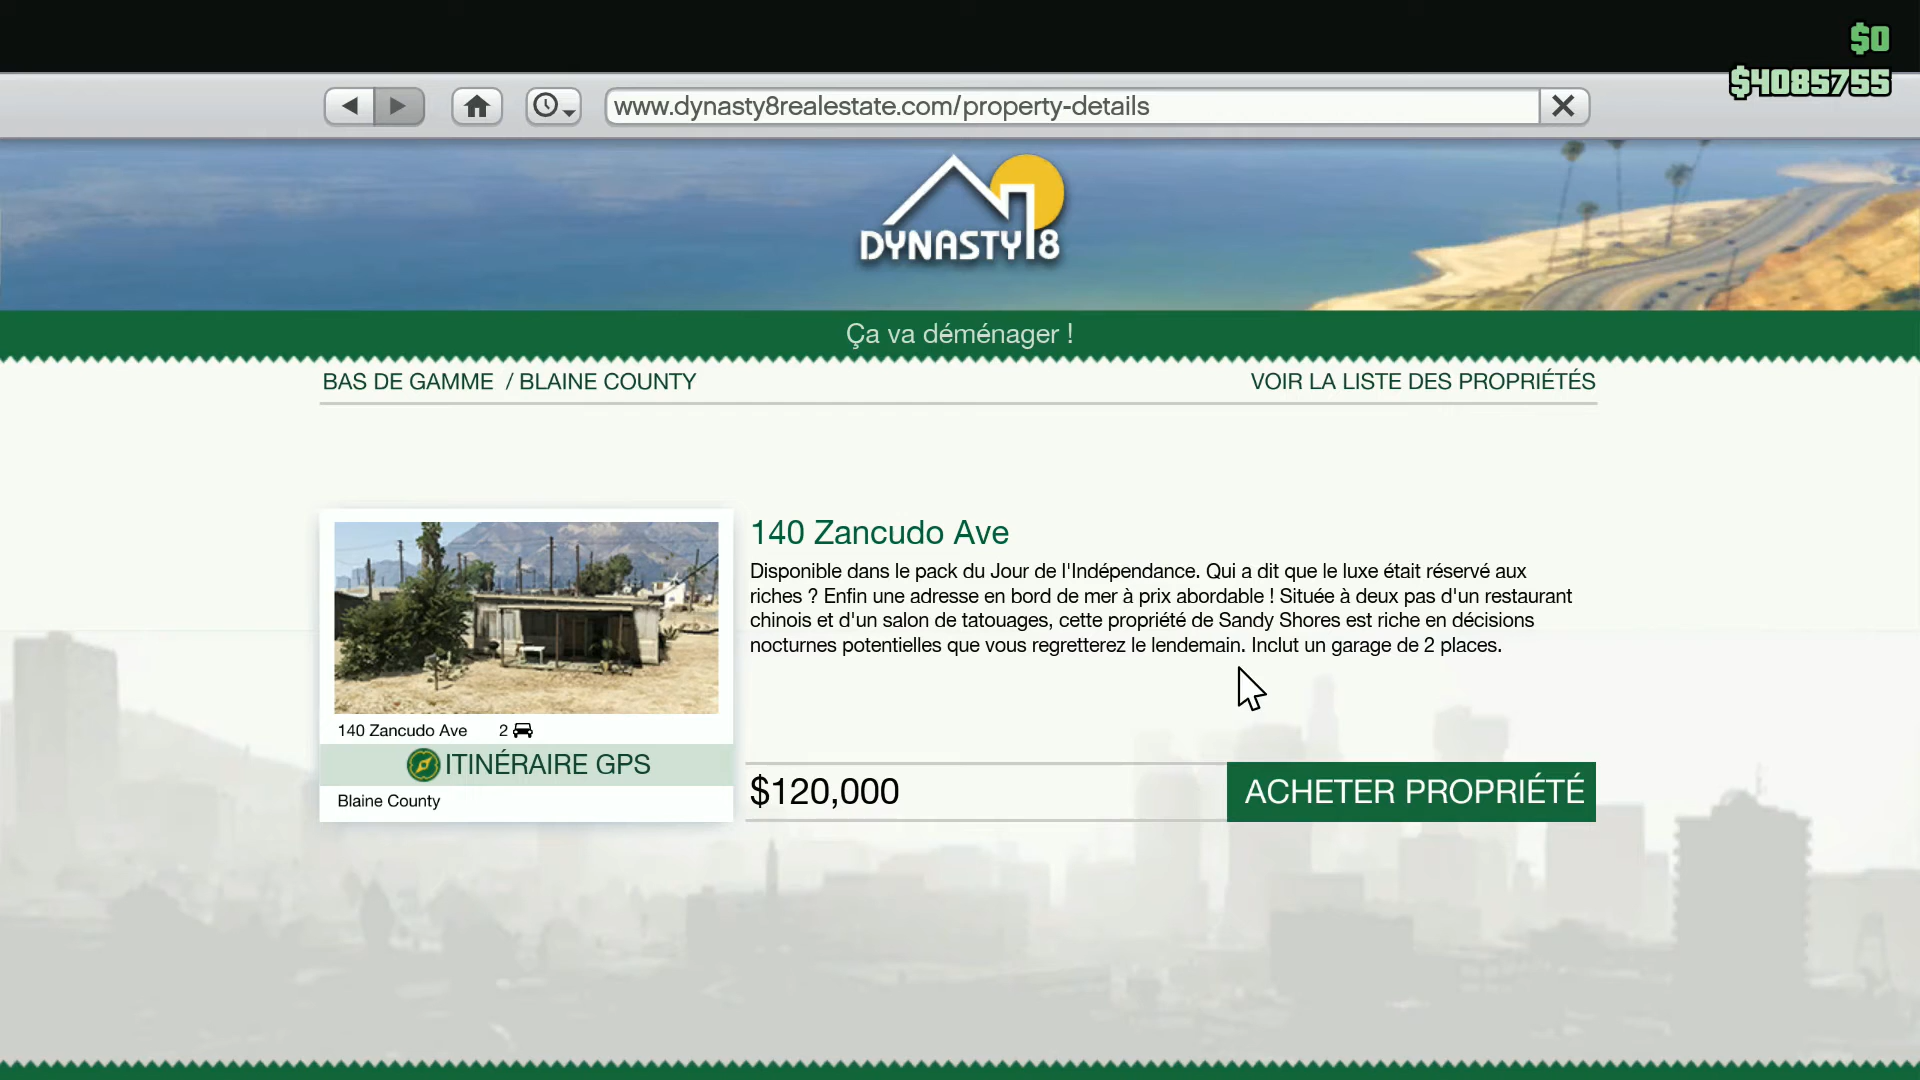 $0
$4085755
www.dynasty8realestate.com/property-details
DYNASTY 8
Ça va déménager !
BAS DE GAMME / BLAINE COUNTY
VOIR LA LISTE DES PROPRIÉTÉS
140 Zancudo Ave
Disponible dans le pack du Jour de l'Indépendance. Qui a dit que le luxe était réservé aux
riches ? Enfin une adresse en bord de mer à prix abordable ! Située à deux pas d'un restaurant
chinois et d'un salon de tatouages, cette propriété de Sandy Shores est riche en décisions
nocturnes potentielles que vous regretterez le lendemain. Inclut un garage de 2 places.
140 Zancudo Ave 2
ITINÉRAIRE GPS
Blaine County
$120,000
ACHETER PROPRIÉTÉ